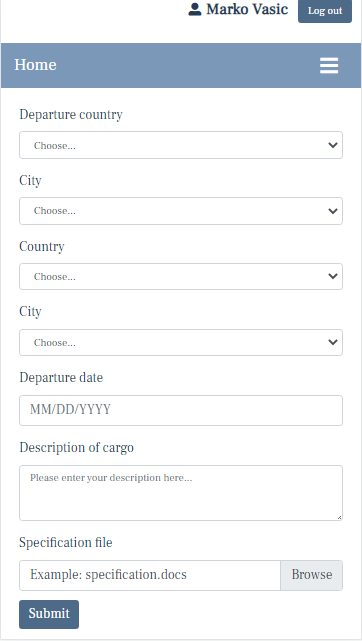 Marko Vasic Log out
Home
Departure country
Choose...
City
Choose...
Country
Choose...
City
Choose...
Departure date
MM/DD/YYYY
Description of cargo
Please enter your description here...
Specification file
Example: specification.docs Browse
Submit